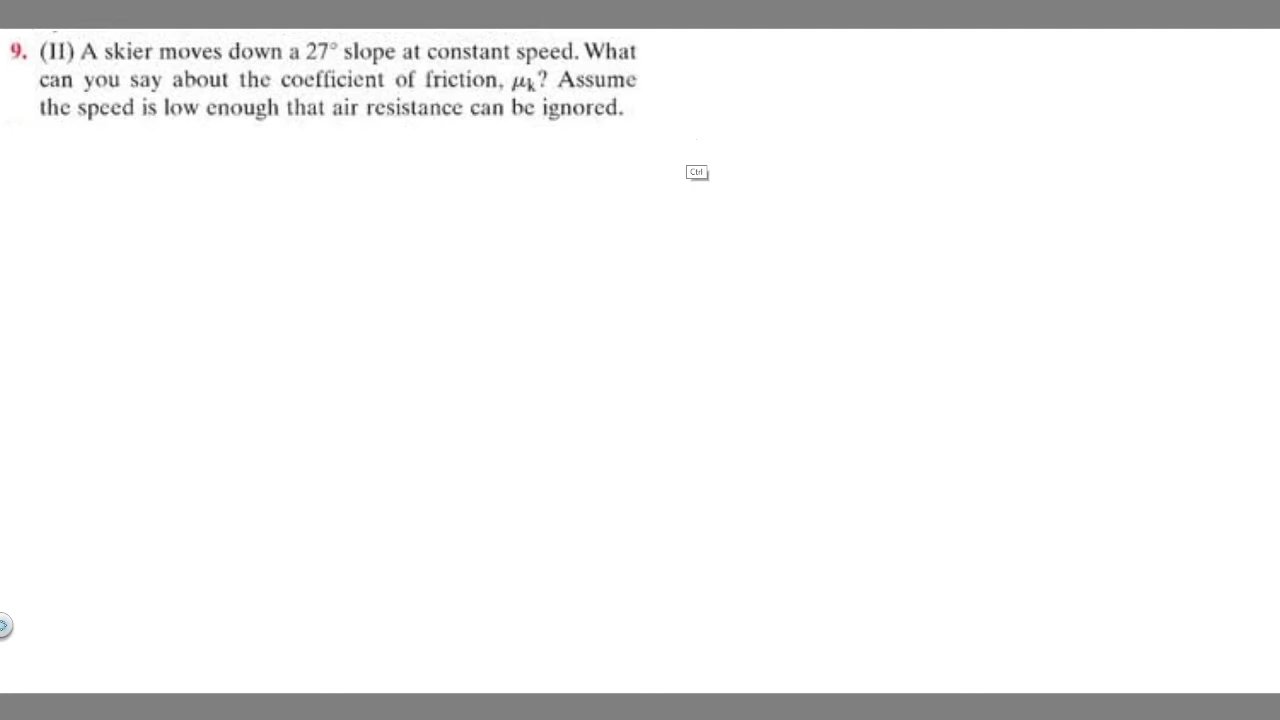 9. (II) A skier moves down a 27° slope at constant speed. What
can you say about the coefficient of friction, μk? Assume
the speed is low enough that air resistance can be ignored.
Ctrl